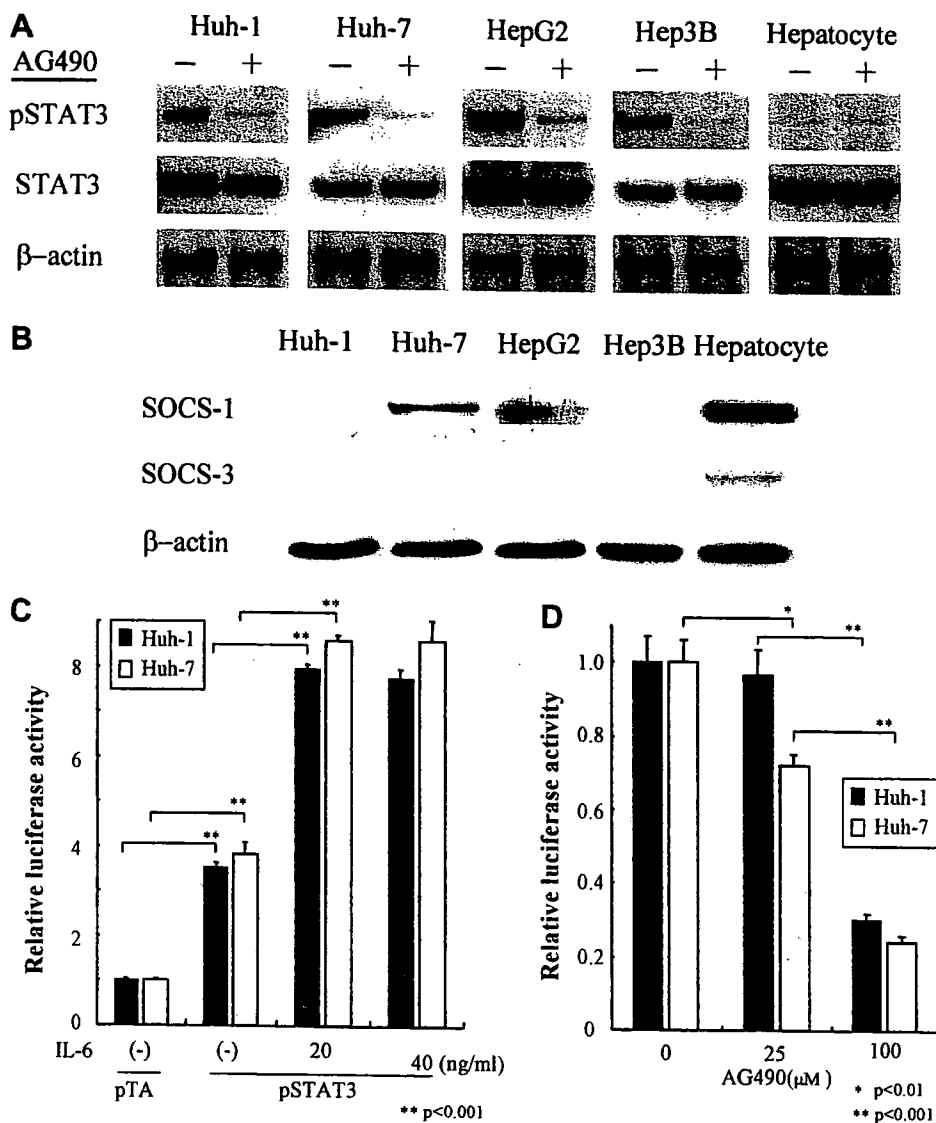 A
Huh-1 Huh-7 HepG2 Hep3B Hepatocyte
AG490 − + − + − + − + − +
pSTAT3
STAT3
β–actin
B
Huh-1 Huh-7 HepG2 Hep3B Hepatocyte
SOCS-1
SOCS-3
β–actin
C
Relative luciferase activity
Huh-1
Huh-7
8
6
4
2
0
** ** ** **
IL-6 (-) (-) 20 40 (ng/ml)
pTA pSTAT3
** p<0.001
D
Relative luciferase activity
1.0
0.8
0.6
0.4
0.2
0
* ** **
Huh-1
Huh-7
0 25 100
AG490(μM)
* p<0.01
** p<0.001